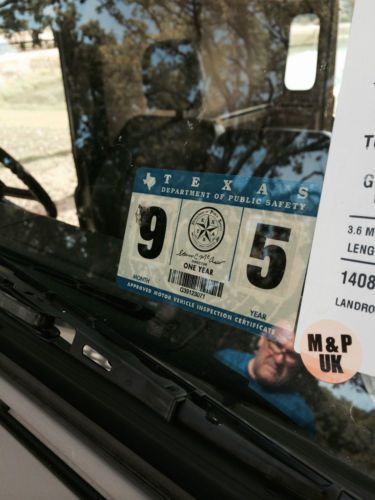 TEXAS
DEPARTMENT OF PUBLIC SAFETY
9 5
DIRECTOR
ONE YEAR
MONTH YEAR
APPROVED MOTOR VEHICLE INSPECTION CERTIFICATE
3.6 M
LENG
1408
LANDRO
M & P
UK